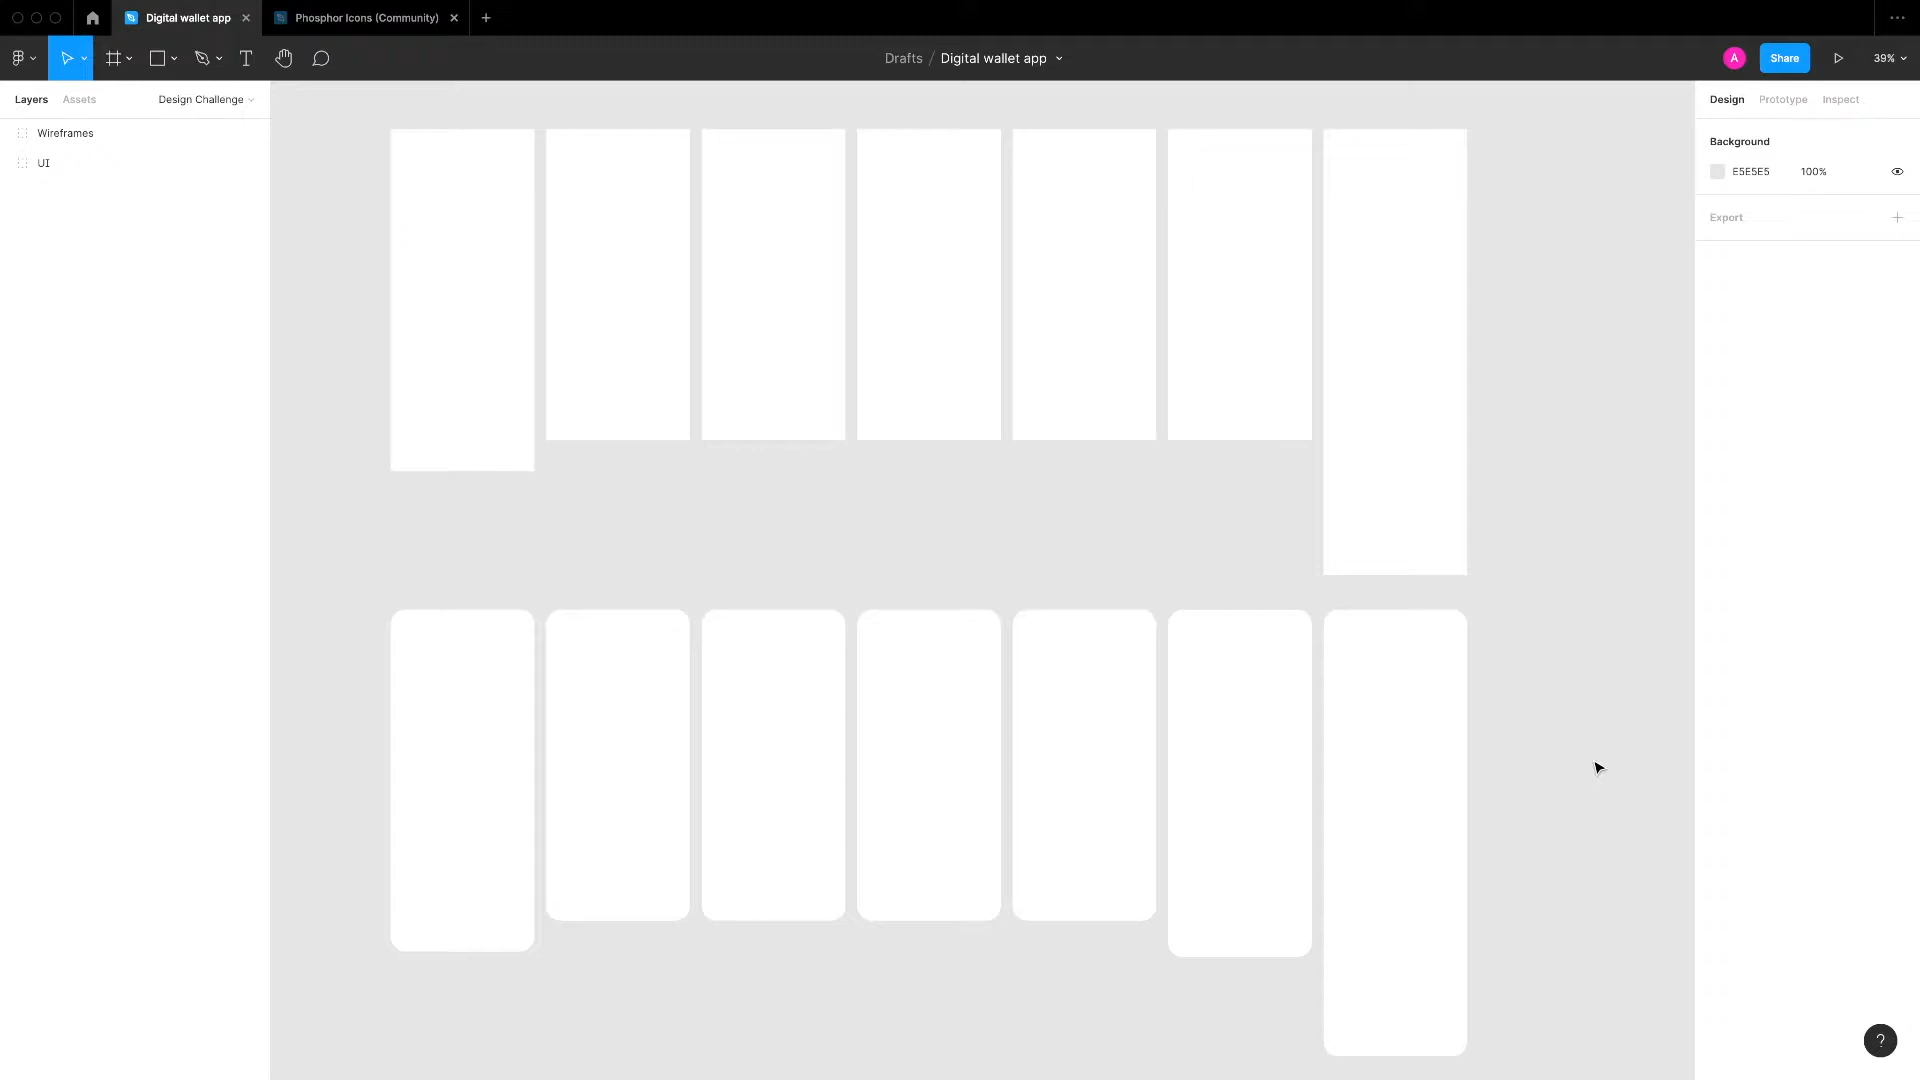 Digital wallet app
Phosphor Icons (Community)
Drafts / Digital wallet app
A
Share
39%
Layers
Assets
Design Challenge
Design
Prototype
Inspect
Wireframes
UI
Background
E5E5E5
100%
Export
?